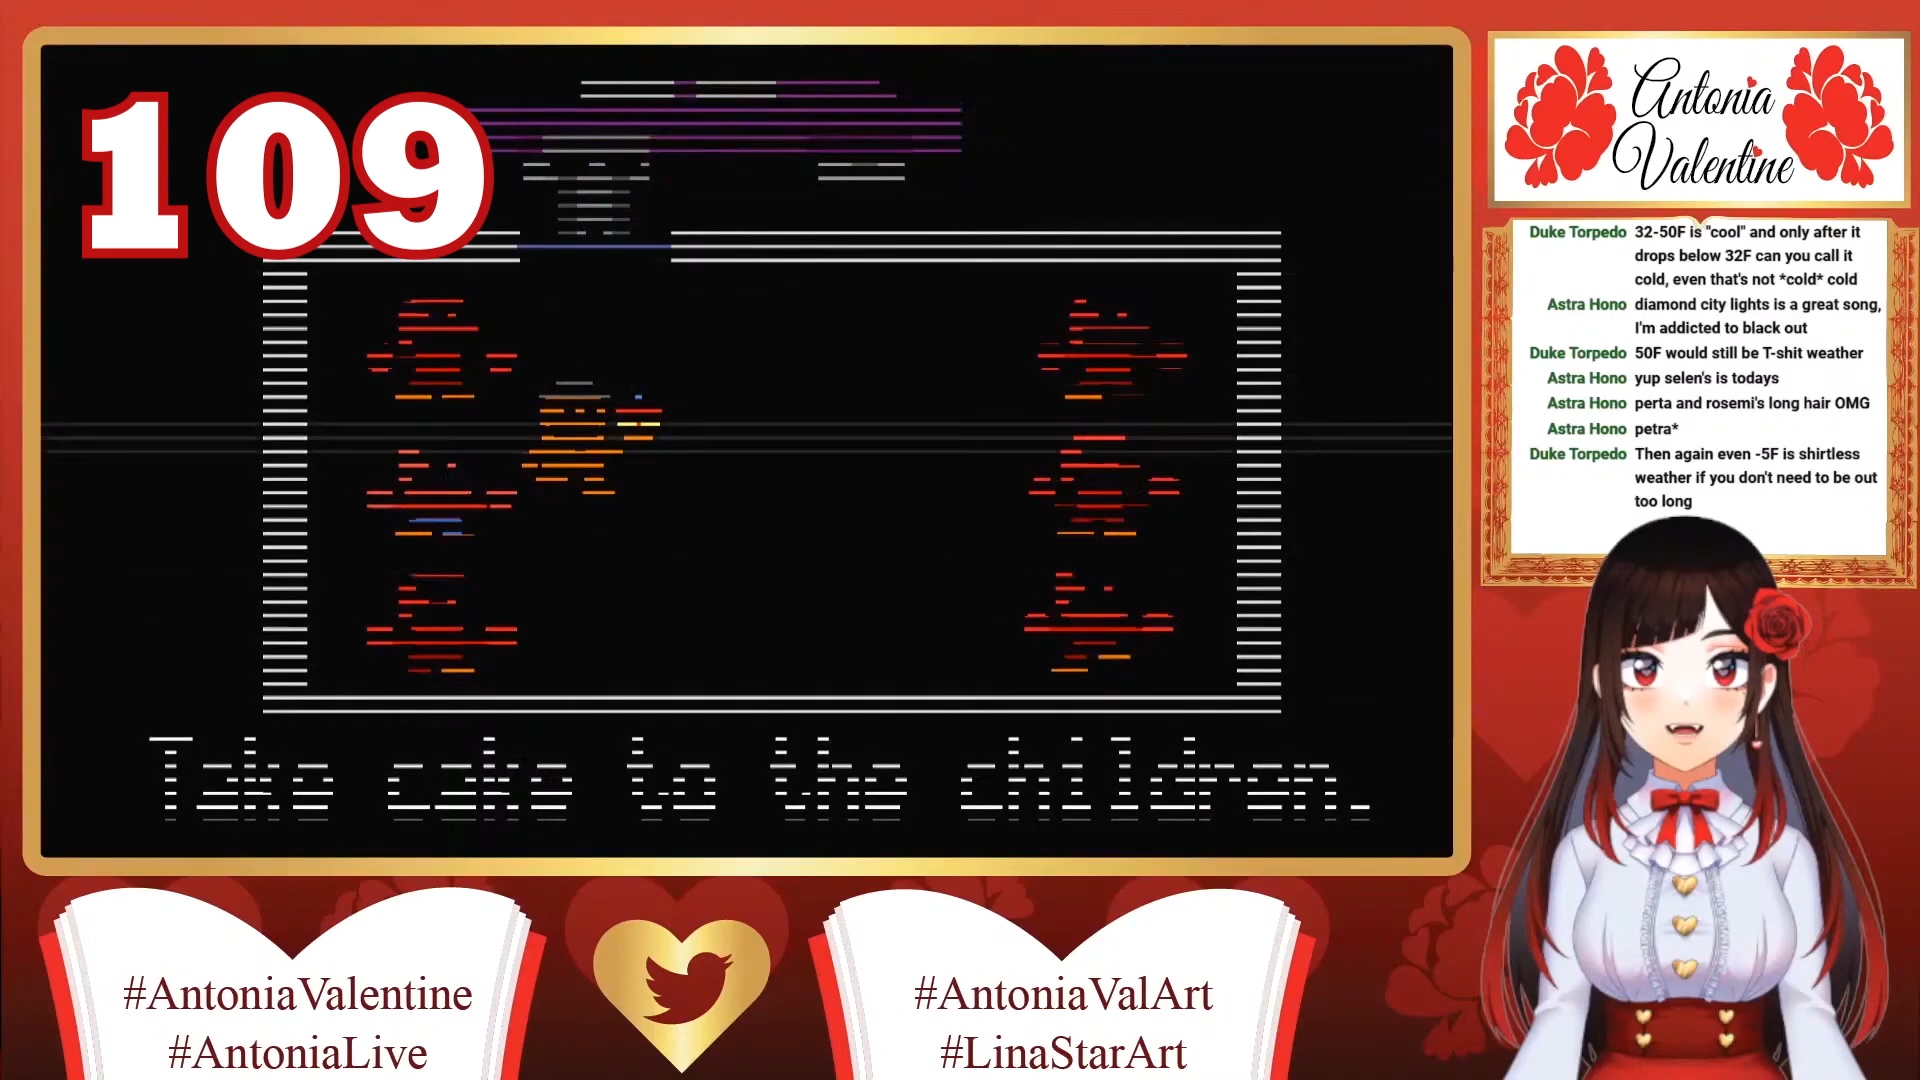 109
Take cake to the children.
Antonia
Valentine
Duke Torpedo 32-50F is "cool" and only after it
drops below 32F can you call it
cold, even that's not *cold* cold
Astra Hono diamond city lights is a great song,
I'm addicted to black out
Duke Torpedo 50F would still be T-shit weather
Astra Hono yup selen's is todays
Astra Hono perta and rosemi's long hair OMG
Astra Hono petra*
Duke Torpedo Then again even -5F is shirtless
weather if you don't need to be out
too long
#AntoniaValentine
#AntoniaLive
#AntoniaValArt
#LinaStarArt